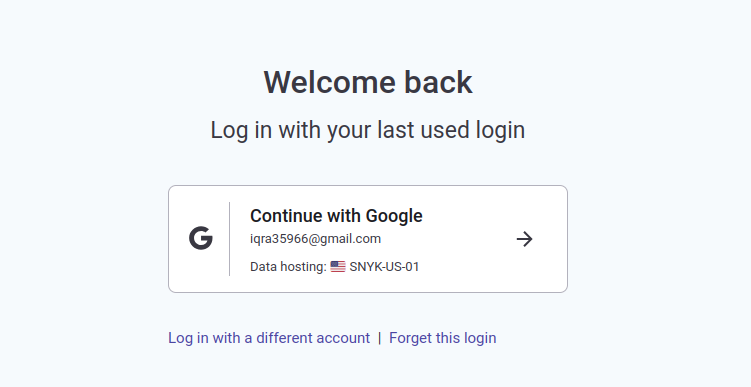 Welcome back
Log in with your last used login
Continue with Google
iqra35966@gmail.com
Data hosting: 🇺🇸 SNYK-US-01
Log in with a different account | Forget this login